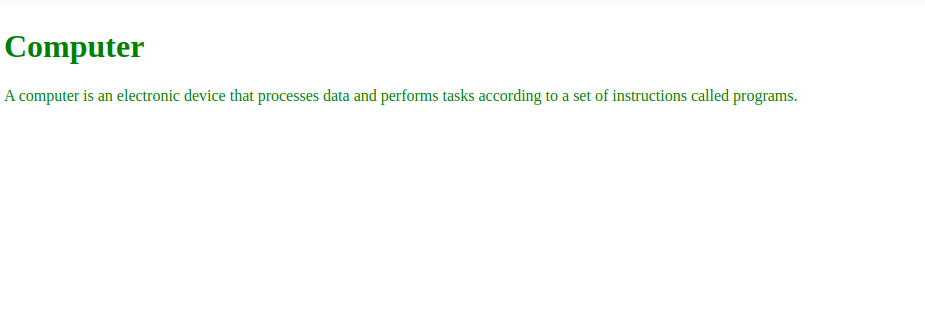 Computer
A computer is an electronic device that processes data and performs tasks according to a set of instructions called programs.